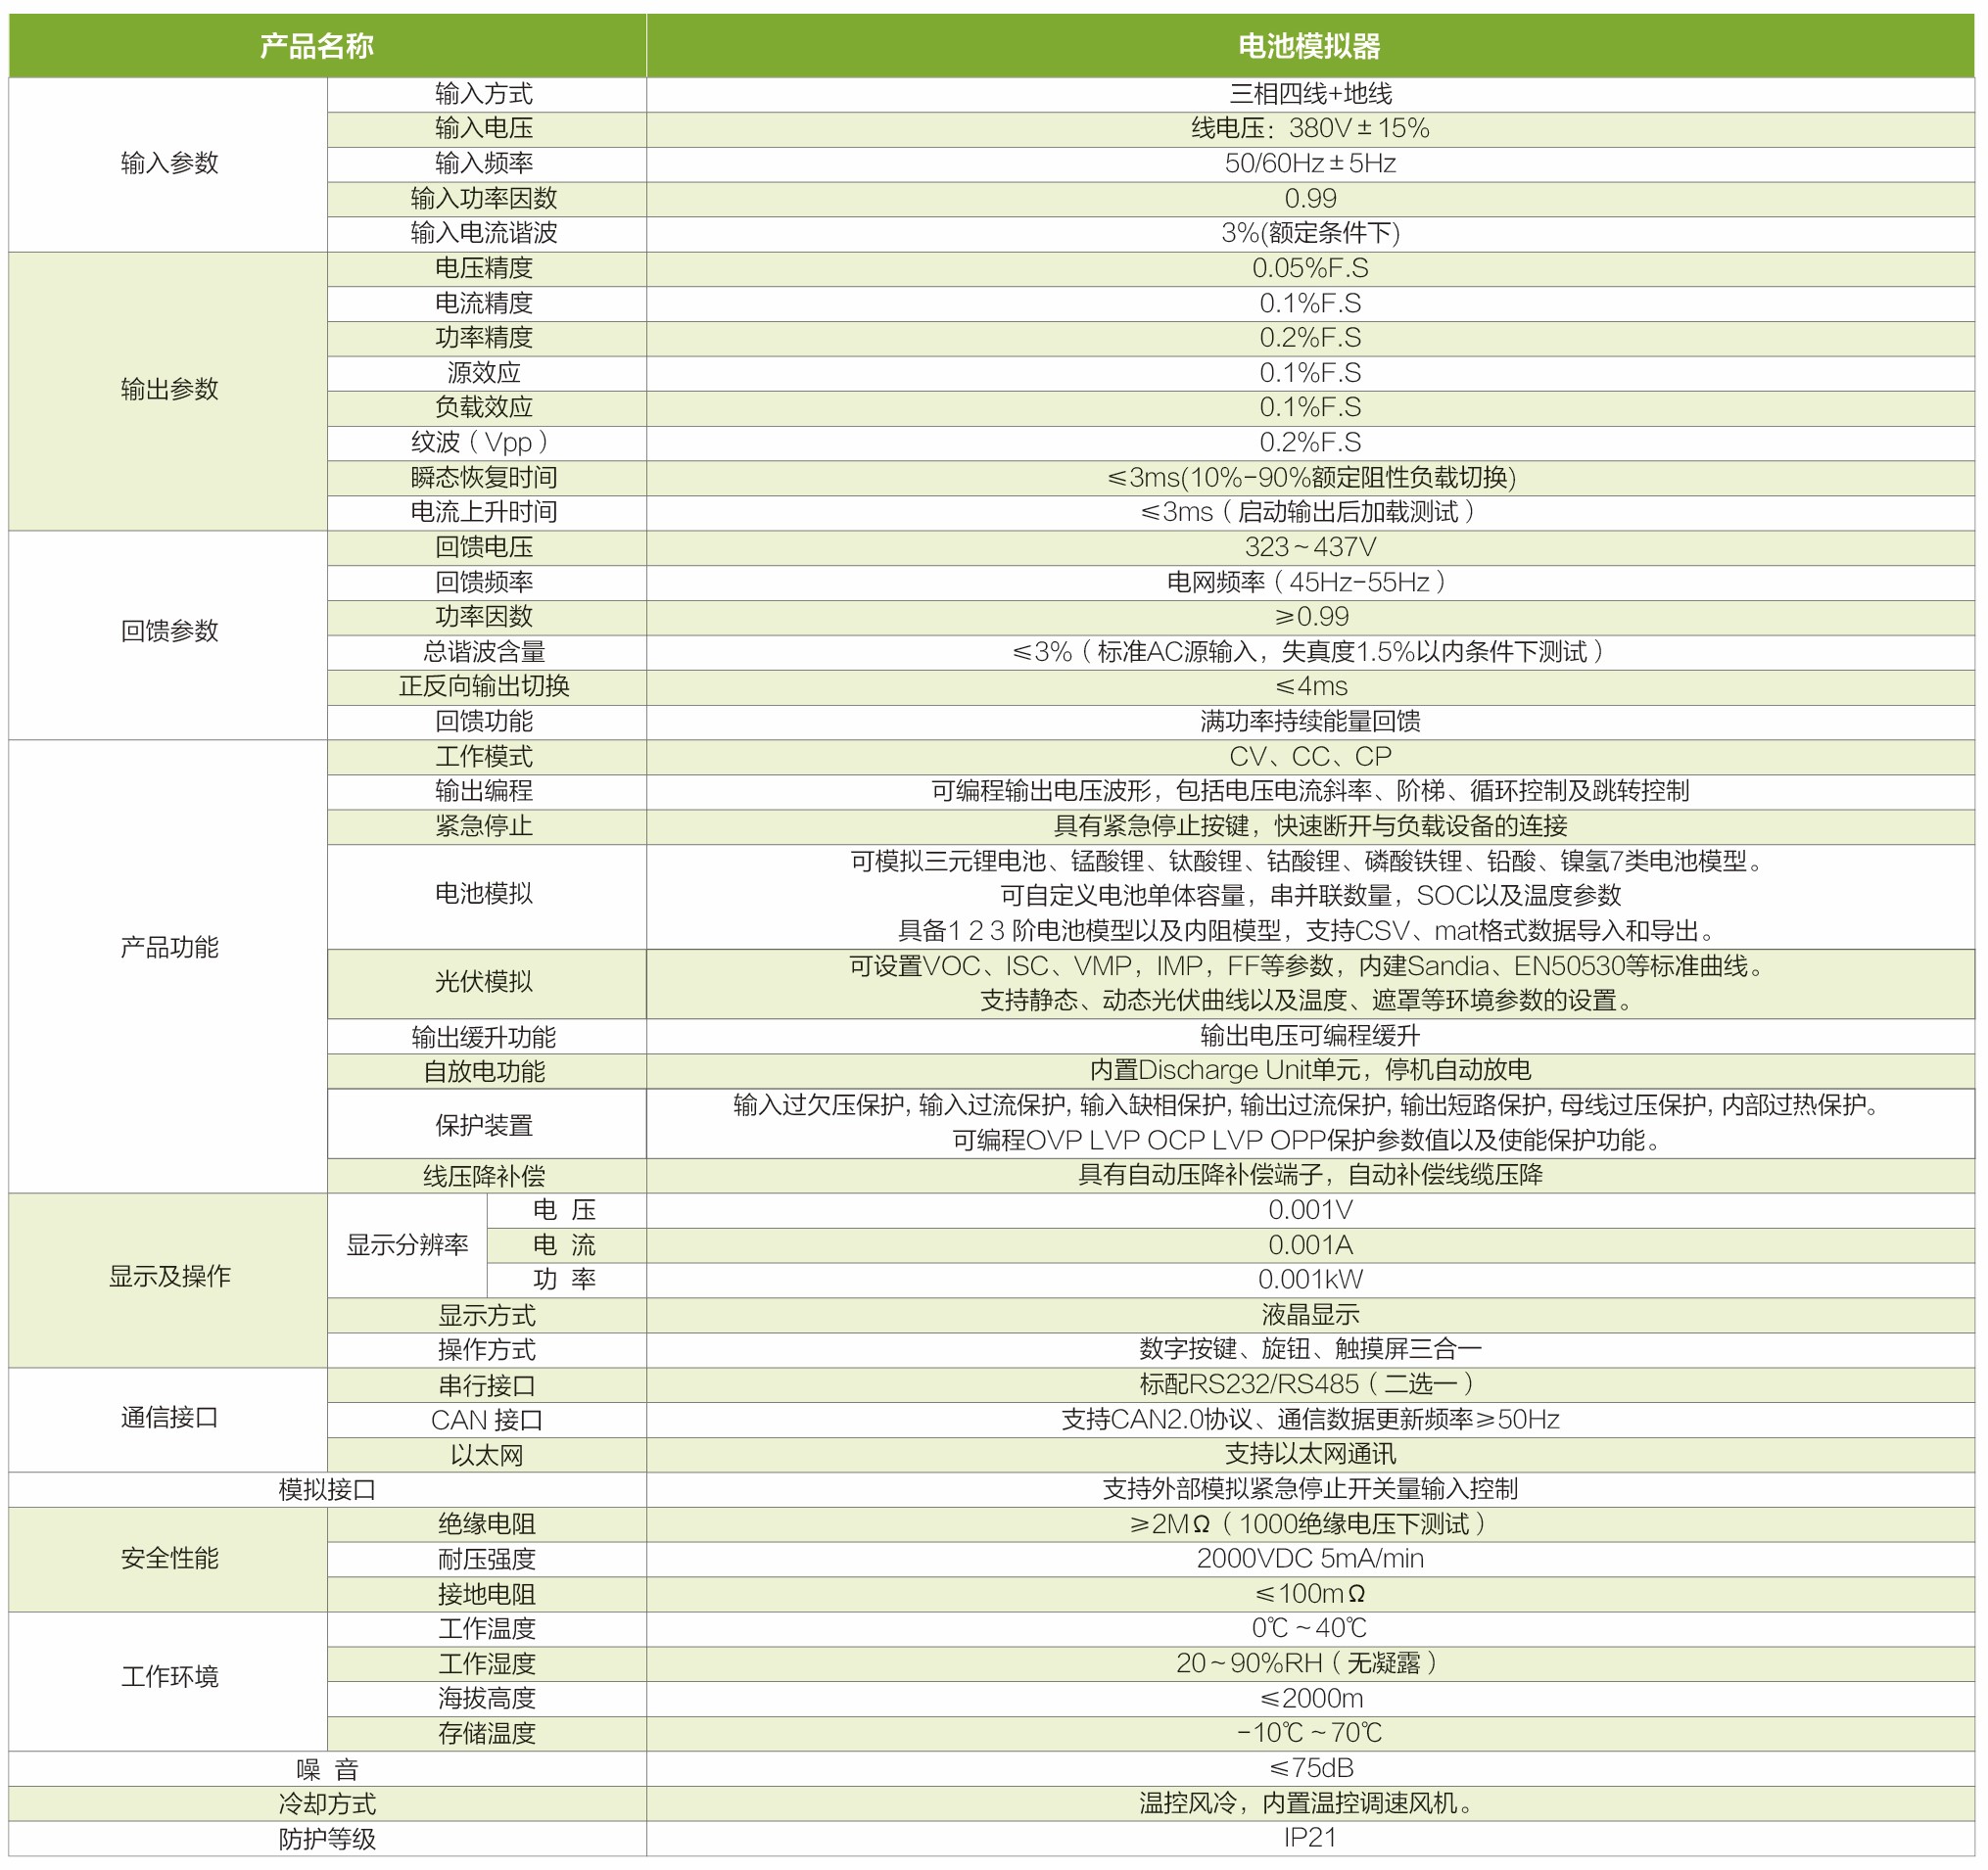 产品名称 电池模拟器
输入参数
输入方式 三相四线+地线
输入电压 线电压：380V±15%
输入频率 50/60Hz±5Hz
输入功率因数 0.99
输入电流谐波 3%(额定条件下)
输出参数
电压精度 0.05%F.S
电流精度 0.1%F.S
功率精度 0.2%F.S
源效应 0.1%F.S
负载效应 0.1%F.S
纹波（Vpp） 0.2%F.S
瞬态恢复时间 ≤3ms(10%-90%额定阻性负载切换)
电流上升时间 ≤3ms（启动输出后加载测试）
回馈参数
回馈电压 323～437V
回馈频率 电网频率（45Hz-55Hz）
功率因数 ≥0.99
总谐波含量 ≤3%（标准AC源输入，失真度1.5%以内条件下测试）
正反向输出切换 ≤4ms
回馈功能 满功率持续能量回馈
产品功能
工作模式 CV、CC、CP
输出编程 可编程输出电压波形，包括电压电流斜率、阶梯、循环控制及跳转控制
紧急停止 具有紧急停止按键，快速断开与负载设备的连接
电池模拟
可模拟三元锂电池、锰酸锂、钛酸锂、钴酸锂、磷酸铁锂、铅酸、镍氢7类电池模型。
可自定义电池单体容量，串并联数量，SOC以及温度参数
具备1 2 3 阶电池模型以及内阻模型，支持CSV、mat格式数据导入和导出。
光伏模拟
可设置VOC、ISC、VMP，IMP，FF等参数，内建Sandia、EN50530等标准曲线。
支持静态、动态光伏曲线以及温度、遮罩等环境参数的设置。
输出缓升功能 输出电压可编程缓升
自放电功能 内置Discharge Unit单元，停机自动放电
保护装置
输入过欠压保护, 输入过流保护, 输入缺相保护, 输出过流保护, 输出短路保护, 母线过压保护, 内部过热保护。
可编程OVP LVP OCP LVP OPP保护参数值以及使能保护功能。
线压降补偿 具有自动压降补偿端子，自动补偿线缆压降
显示及操作
显示分辨率
电 压 0.001V
电 流 0.001A
功 率 0.001kW
显示方式 液晶显示
操作方式 数字按键、旋钮、触摸屏三合一
通信接口
串行接口 标配RS232/RS485（二选一）
CAN 接口 支持CAN2.0协议、通信数据更新频率≥50Hz
以太网 支持以太网通讯
模拟接口 支持外部模拟紧急停止开关量输入控制
安全性能
绝缘电阻 ≥2MΩ（1000绝缘电压下测试）
耐压强度 2000VDC 5mA/min
接地电阻 ≤100mΩ
工作环境
工作温度 0℃～40℃
工作湿度 20～90%RH（无凝露）
海拔高度 ≤2000m
存储温度 -10℃～70℃
噪 音 ≤75dB
冷却方式 温控风冷，内置温控调速风机。
防护等级 IP21